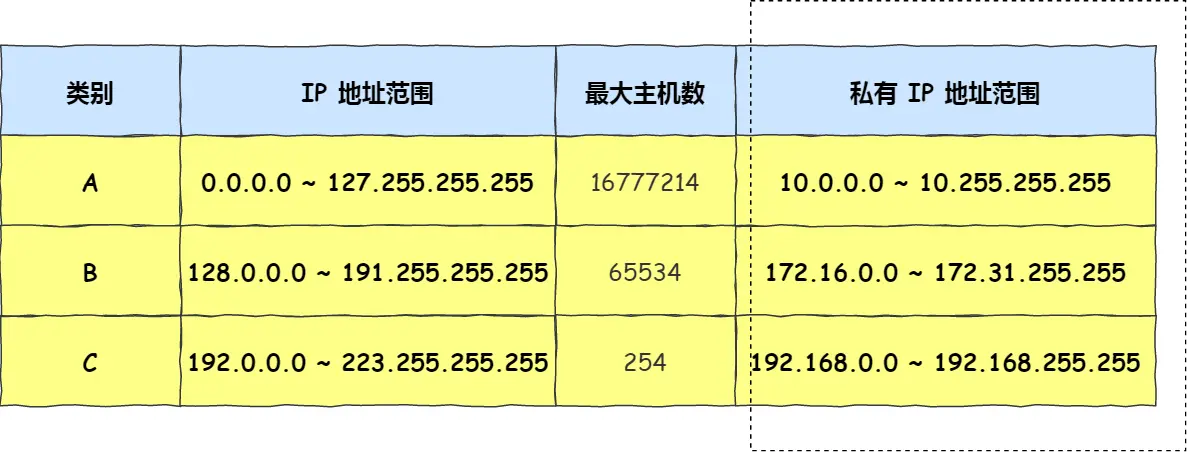 类别 IP 地址范围 最大主机数 私有 IP 地址范围
A 0.0.0.0 ~ 127.255.255.255 16777214 10.0.0.0 ~ 10.255.255.255
B 128.0.0.0 ~ 191.255.255.255 65534 172.16.0.0 ~ 172.31.255.255
C 192.0.0.0 ~ 223.255.255.255 254 192.168.0.0 ~ 192.168.255.255